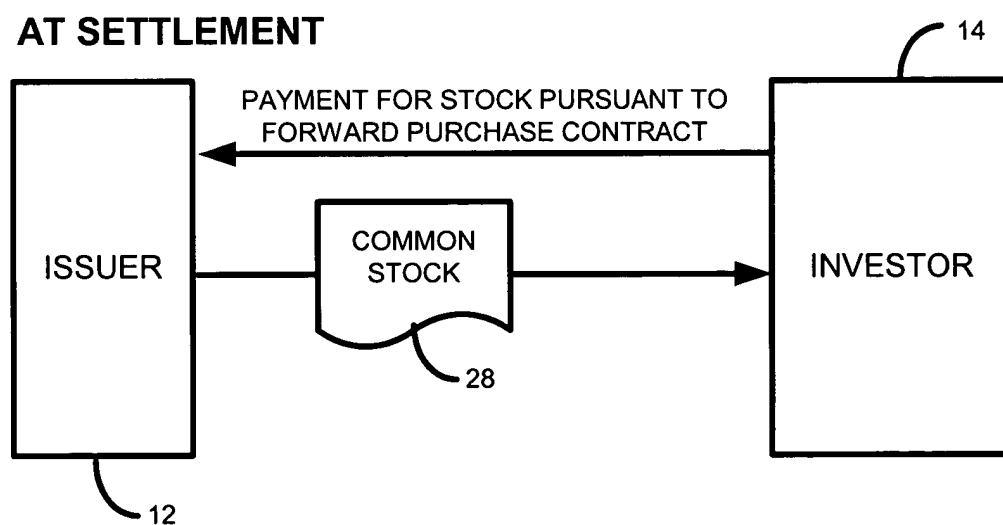 AT SETTLEMENT
14
PAYMENT FOR STOCK PURSUANT TO
FORWARD PURCHASE CONTRACT
ISSUER
COMMON
STOCK
INVESTOR
28
12